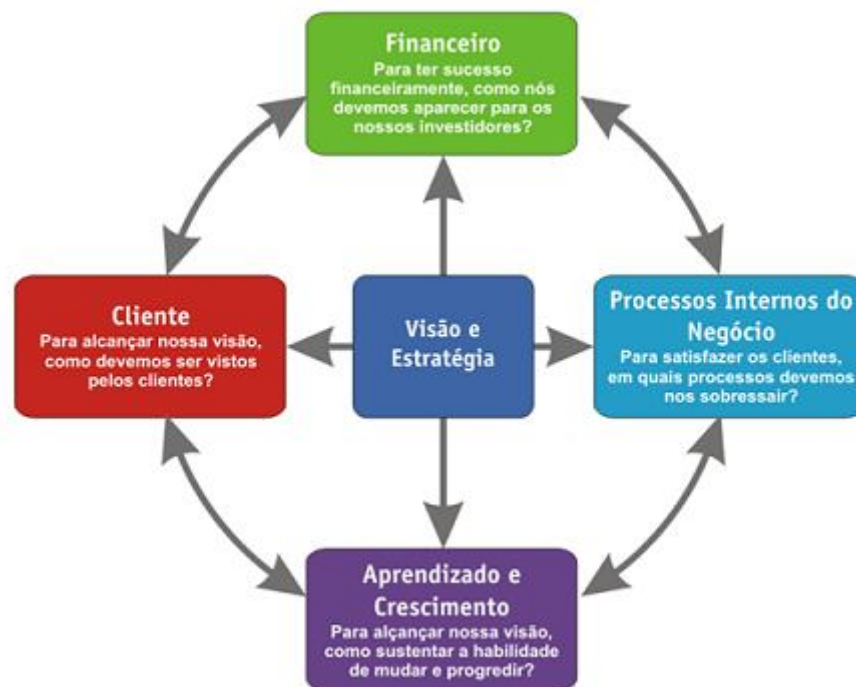 Financeiro
Para ter sucesso
financeiramente, como nós
devemos aparecer para os
nossos investidores?
Cliente
Para alcançar nossa visão,
como devemos ser vistos
pelos clientes?
Visão e
Estratégia
Processos Internos do
Negócio
Para satisfazer os clientes,
em quais processos devemos
nos sobressair?
Aprendizado e
Crescimento
Para alçançar nossa visão,
como sustentar a habilidade
de mudar e progredir?